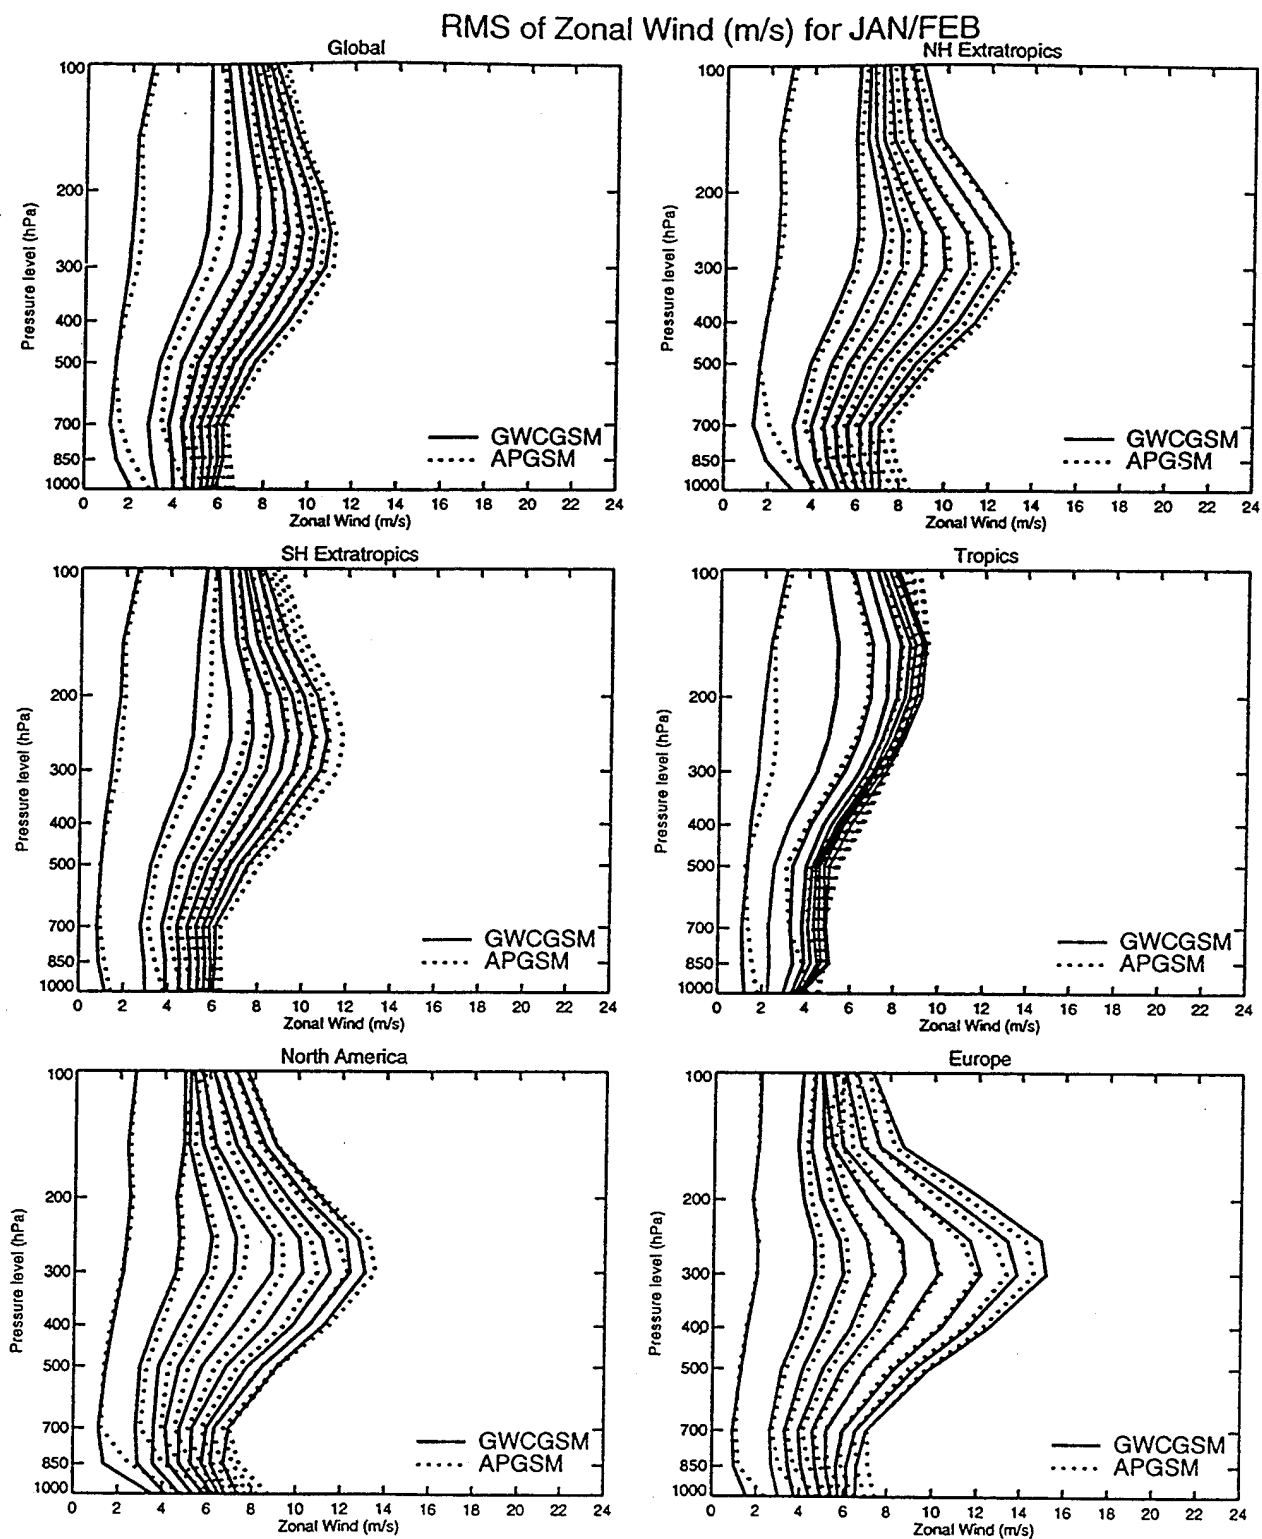 RMS of Zonal Wind (m/s) for JAN/FEB
Global
100
200
300
400
500
700
850
1000
Pressure level (hPa)
GWCGSM
APGSM
0 2 4 6 8 10 12 14 16 18 20 22 24
Zonal Wind (m/s)
NH Extratropics
100
200
300
400
500
700
850
1000
Pressure level (hPa)
GWCGSM
APGSM
0 2 4 6 8 10 12 14 16 18 20 22 24
Zonal Wind (m/s)
SH Extratropics
100
200
300
400
500
700
850
1000
Pressure level (hPa)
GWCGSM
APGSM
0 2 4 6 8 10 12 14 16 18 20 22 24
Zonal Wind (m/s)
Tropics
100
200
300
400
500
700
850
1000
Pressure level (hPa)
GWCGSM
APGSM
0 2 4 6 8 10 12 14 16 18 20 22 24
Zonal Wind (m/s)
North America
100
200
300
400
500
700
850
1000
Pressure level (hPa)
GWCGSM
APGSM
0 2 4 6 8 10 12 14 16 18 20 22 24
Zonal Wind (m/s)
Europe
100
200
300
400
500
700
850
1000
Pressure level (hPa)
GWCGSM
APGSM
0 2 4 6 8 10 12 14 16 18 20 22 24
Zonal Wind (m/s)